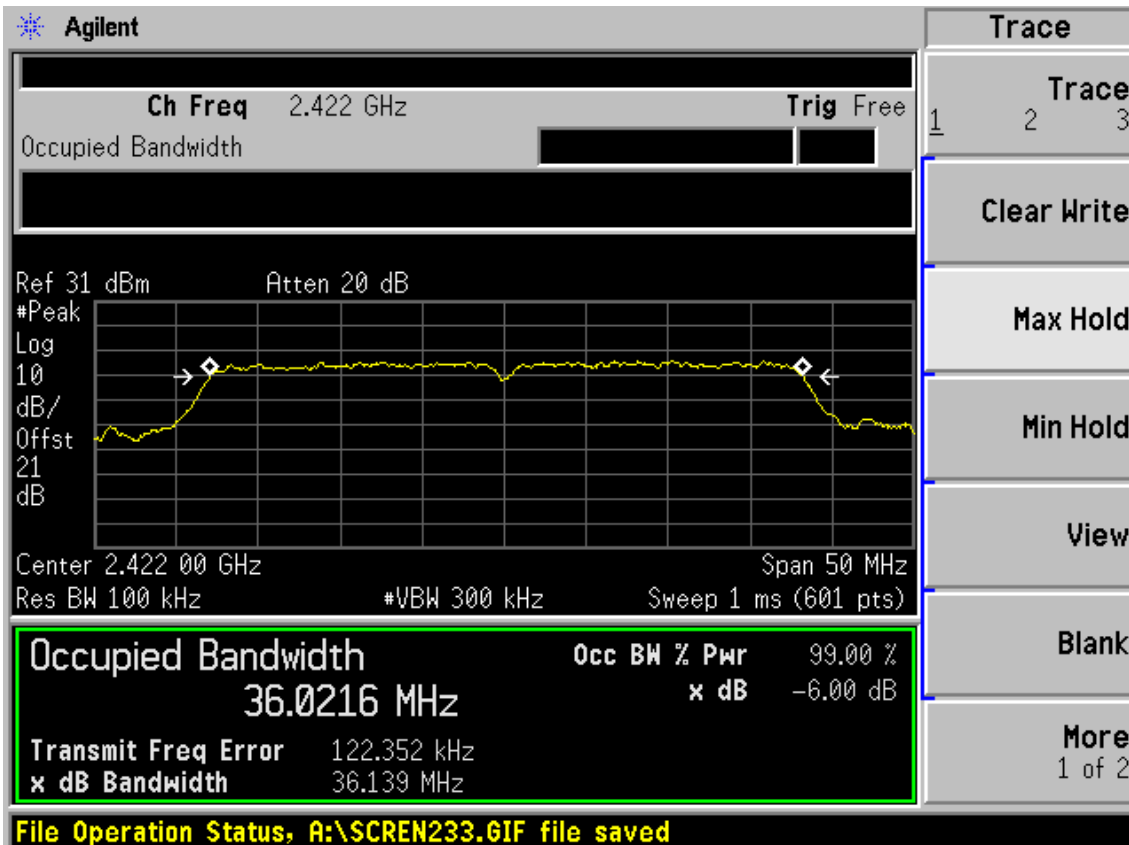 Agilent
Trace
Ch Freq 2.422 GHz Trig Free
Occupied Bandwidth
Trace
1 2 3
Clear Write
Max Hold
Min Hold
View
Blank
More
1 of 2
Ref 31 dBm Atten 20 dB
#Peak
Log
10
dB/
Offst
21
dB
Center 2.422 00 GHz Span 50 MHz
Res BW 100 kHz #VBW 300 kHz Sweep 1 ms (601 pts)
Occupied Bandwidth
36.0216 MHz
Occ BW % Pwr 99.00 %
x dB -6.00 dB
Transmit Freq Error 122.352 kHz
x dB Bandwidth 36.139 MHz
File Operation Status, A:\SCREN233.GIF file saved